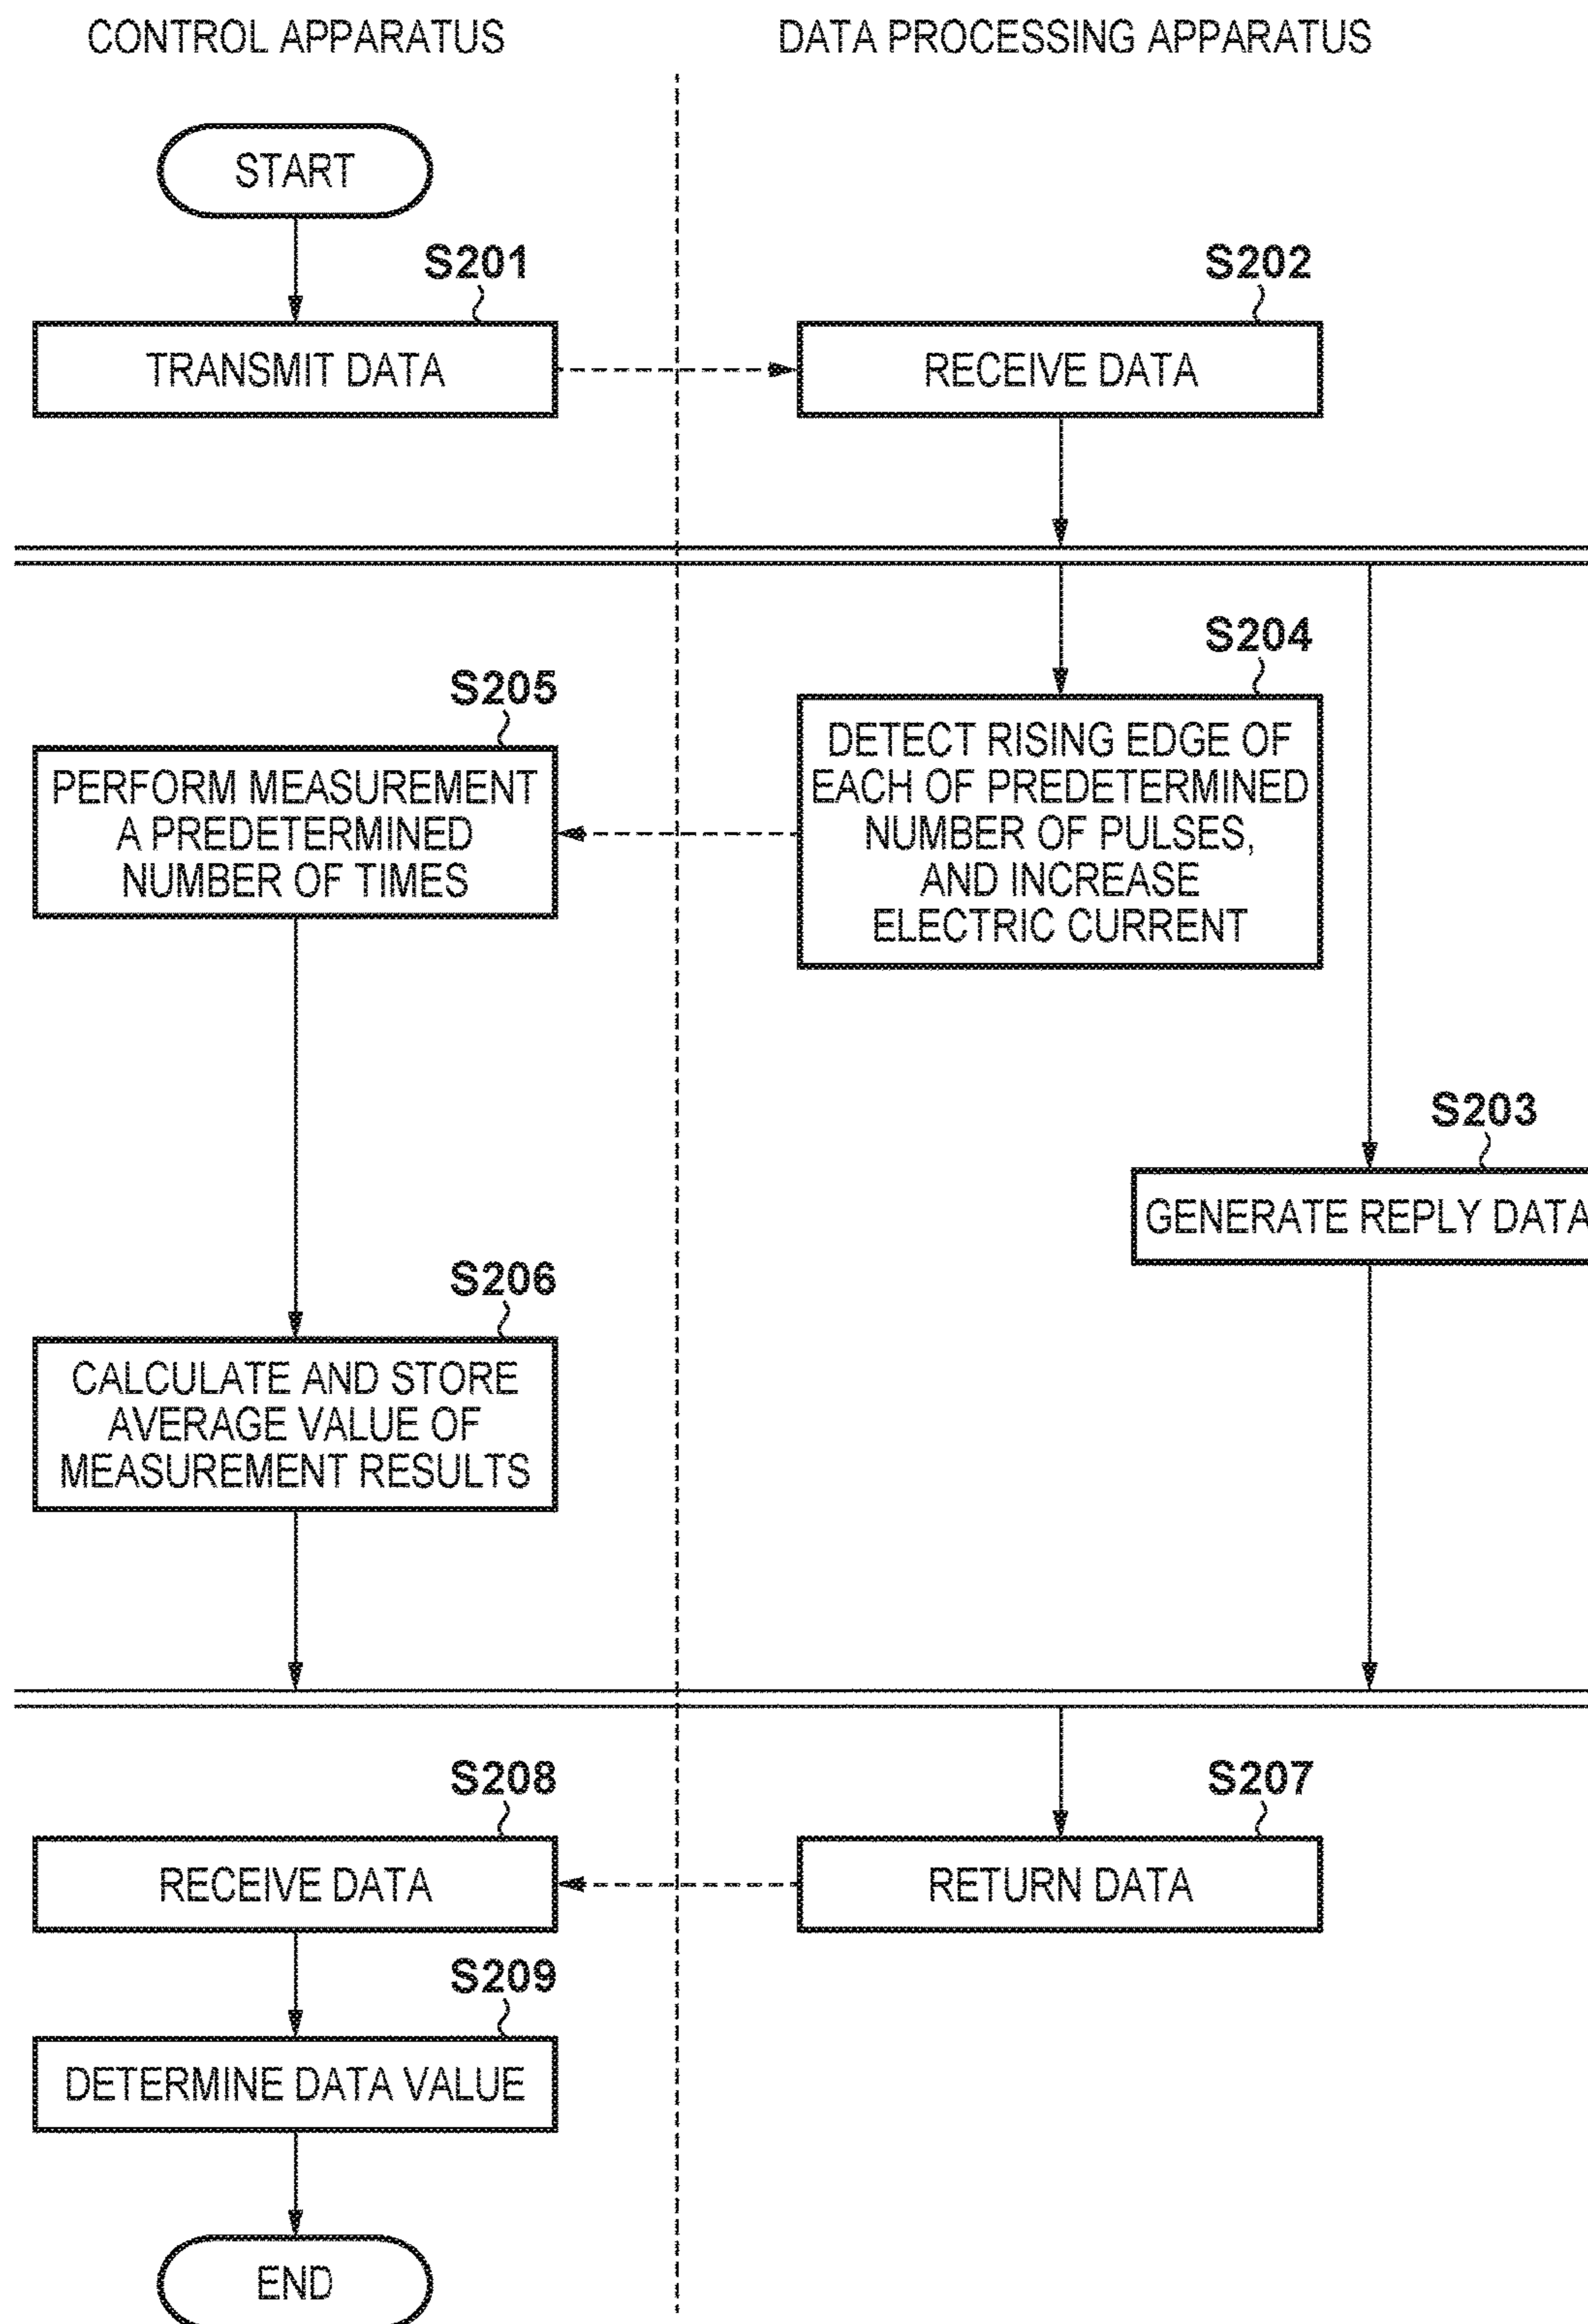 CONTROL APPARATUS
DATA PROCESSING APPARATUS
START
S201
TRANSMIT DATA
S202
RECEIVE DATA
S204
DETECT RISING EDGE OF
EACH OF PREDETERMINED
NUMBER OF PULSES,
AND INCREASE
ELECTRIC CURRENT
S205
PERFORM MEASUREMENT
A PREDETERMINED
NUMBER OF TIMES
S203
GENERATE REPLY DATA
S206
CALCULATE AND STORE
AVERAGE VALUE OF
MEASUREMENT RESULTS
S207
RETURN DATA
S208
RECEIVE DATA
S209
DETERMINE DATA VALUE
END